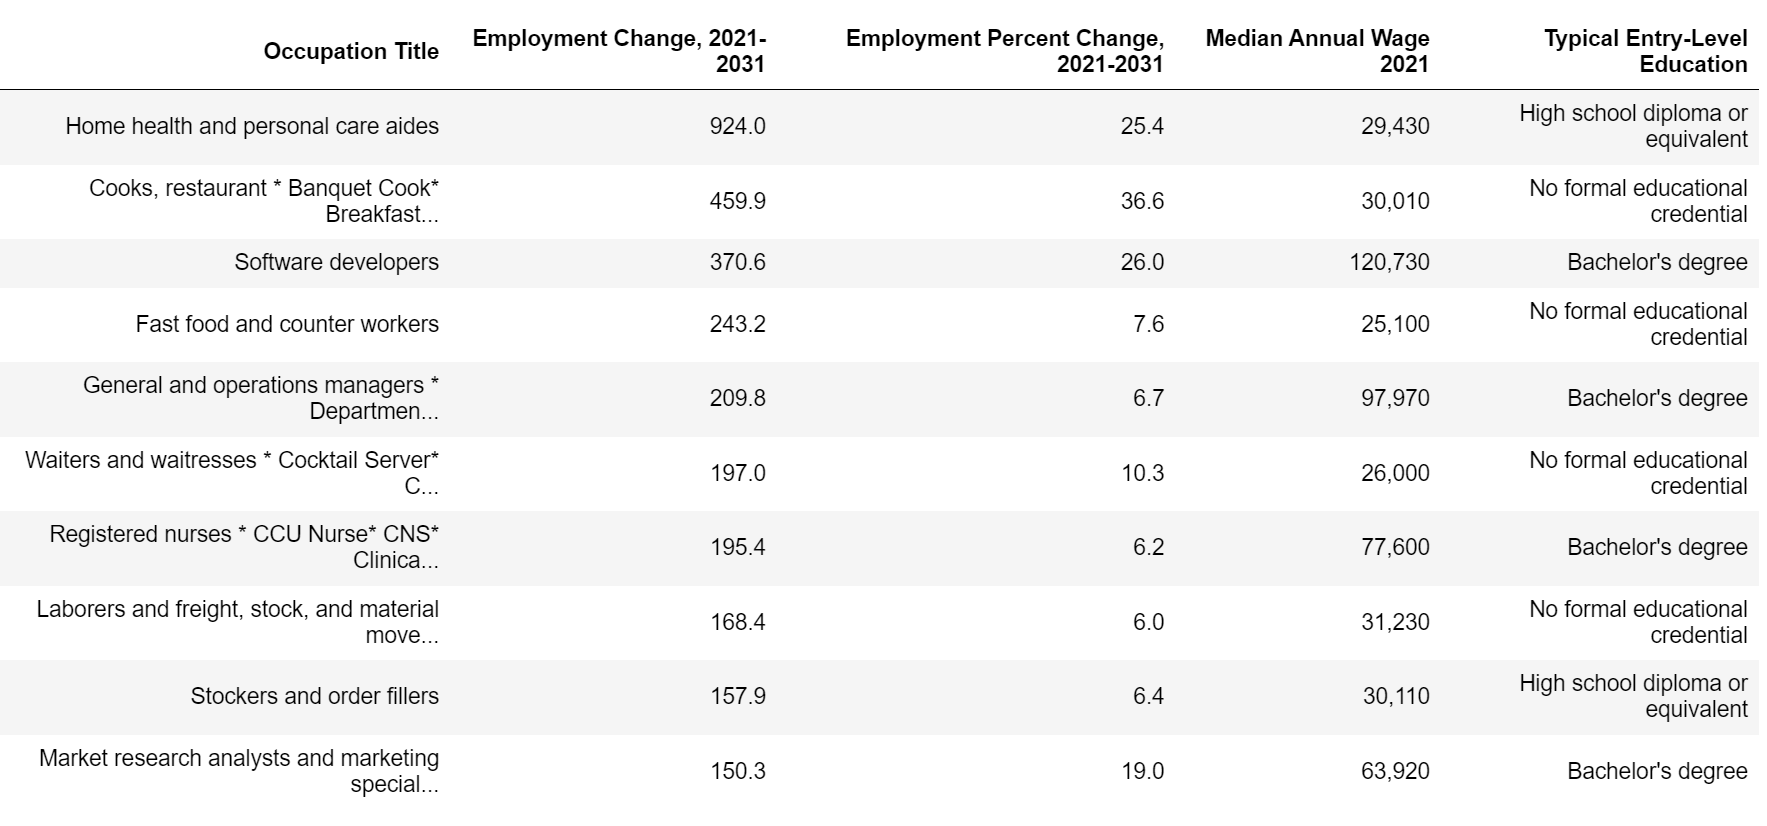 Occupation Title Employment Change, 2021-
2031 Employment Percent Change,
2021-2031 Median Annual Wage
2021 Typical Entry-Level
Education
Home health and personal care aides 924.0 25.4 29,430 High school diploma or
equivalent
Cooks, restaurant * Banquet Cook*
Breakfast... 459.9 36.6 30,010 No formal educational
credential
Software developers 370.6 26.0 120,730 Bachelor's degree
Fast food and counter workers 243.2 7.6 25,100 No formal educational
credential
General and operations managers *
Departmen... 209.8 6.7 97,970 Bachelor's degree
Waiters and waitresses * Cocktail Server*
C... 197.0 10.3 26,000 No formal educational
credential
Registered nurses * CCU Nurse* CNS*
Clinica... 195.4 6.2 77,600 Bachelor's degree
Laborers and freight, stock, and material
move... 168.4 6.0 31,230 No formal educational
credential
Stockers and order fillers 157.9 6.4 30,110 High school diploma or
equivalent
Market research analysts and marketing
special... 150.3 19.0 63,920 Bachelor's degree